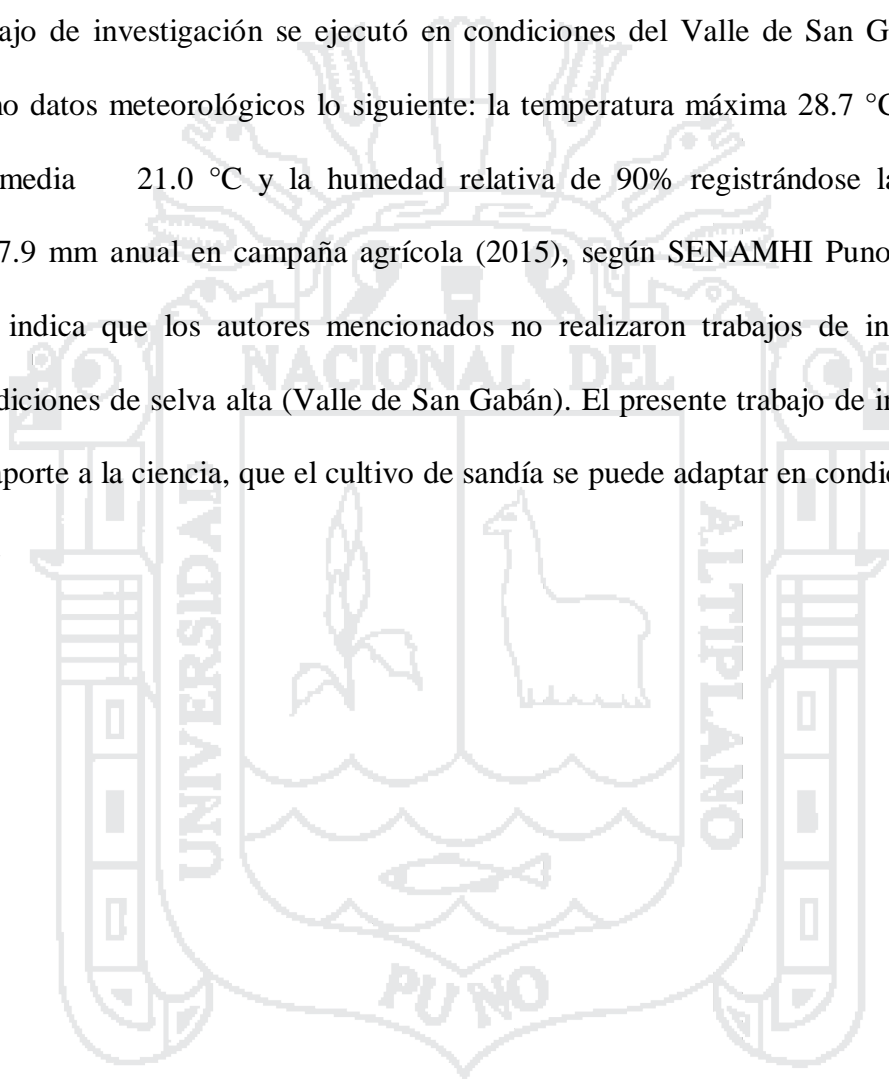 ajo de investigación se ejecutó en condiciones del Valle de San G
no datos meteorológicos lo siguiente: la temperatura máxima 28.7 °C
media 21.0 °C y la humedad relativa de 90% registrándose la
7.9 mm anual en campaña agrícola (2015), según SENAMHI Puno
indica que los autores mencionados no realizaron trabajos de in
NACIONAL DEL
diciones de selva alta (Valle de San Gabán). El presente trabajo de in
aporte a la ciencia, que el cultivo de sandía se puede adaptar en condic
UNIVERSIDAD
ALTIPLANO
PUNO